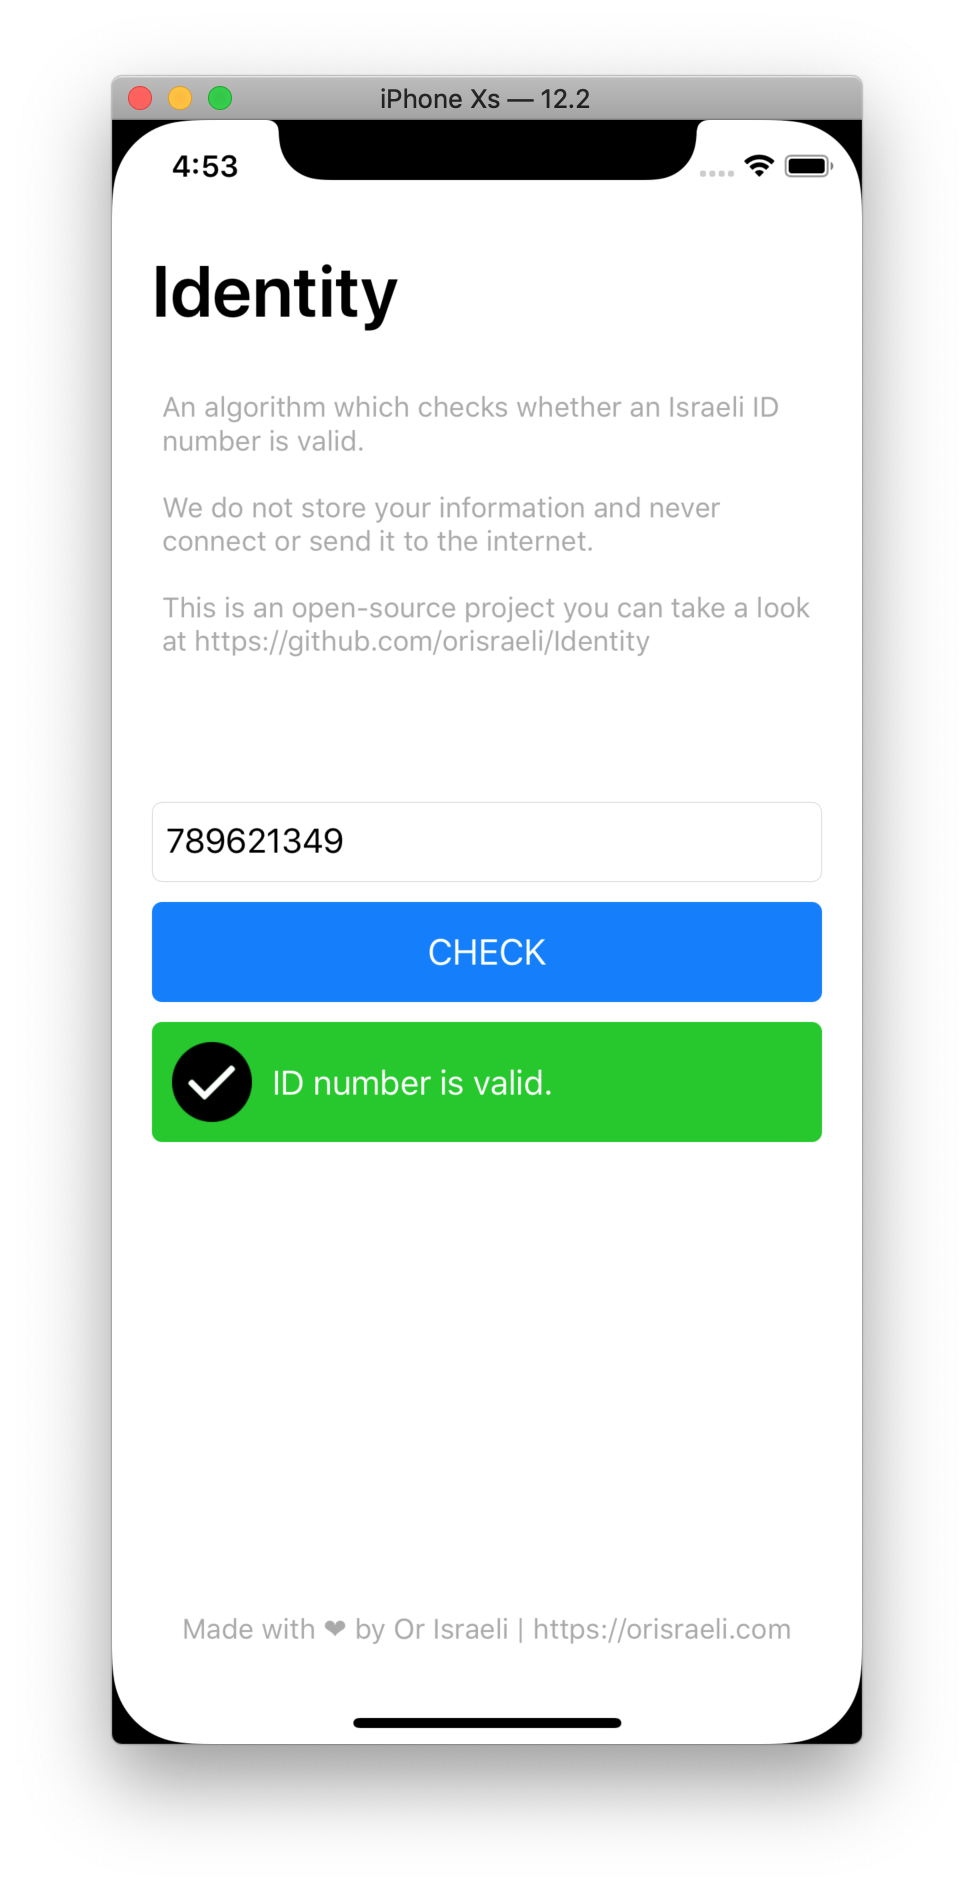 iPhone Xs — 12.2
4:53
Identity
An algorithm which checks whether an Israeli ID
number is valid.
We do not store your information and never
connect or send it to the internet.
This is an open-source project you can take a look
at https://github.com/orisraeli/Identity
789621349
CHECK
ID number is valid.
Made with ❤ by Or Israeli | https://orisraeli.com